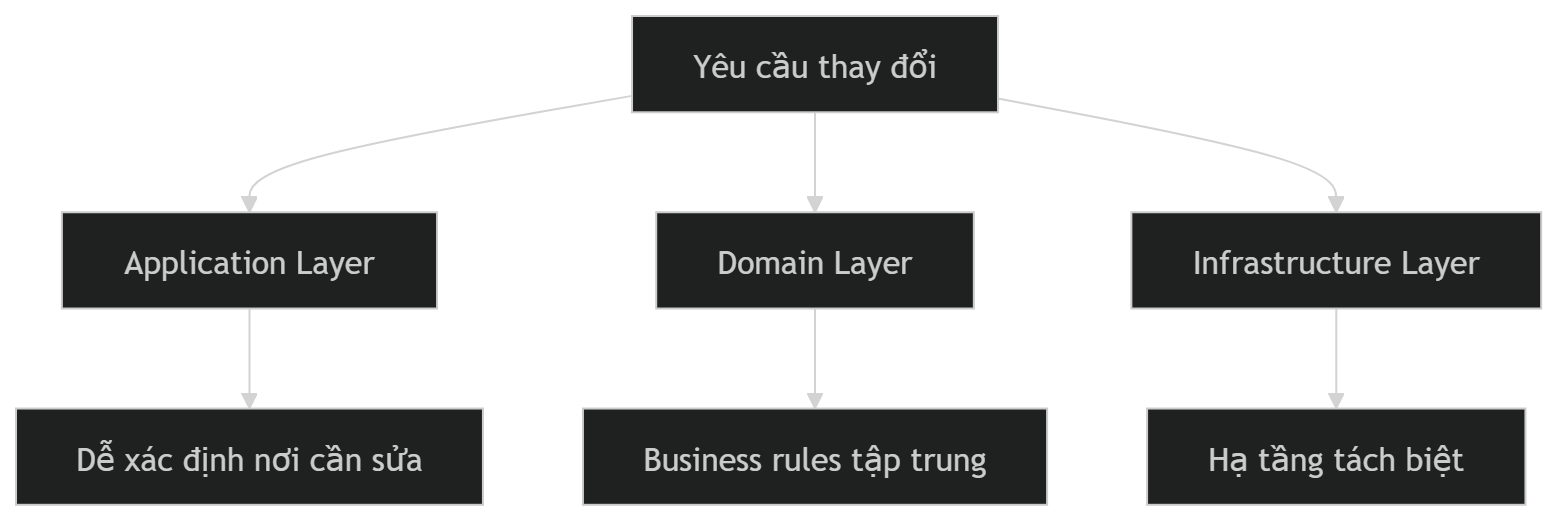 Yêu cầu thay đổi
Application Layer
Domain Layer
Infrastructure Layer
Dễ xác định nơi cần sửa
Business rules tập trung
Hạ tầng tách biệt